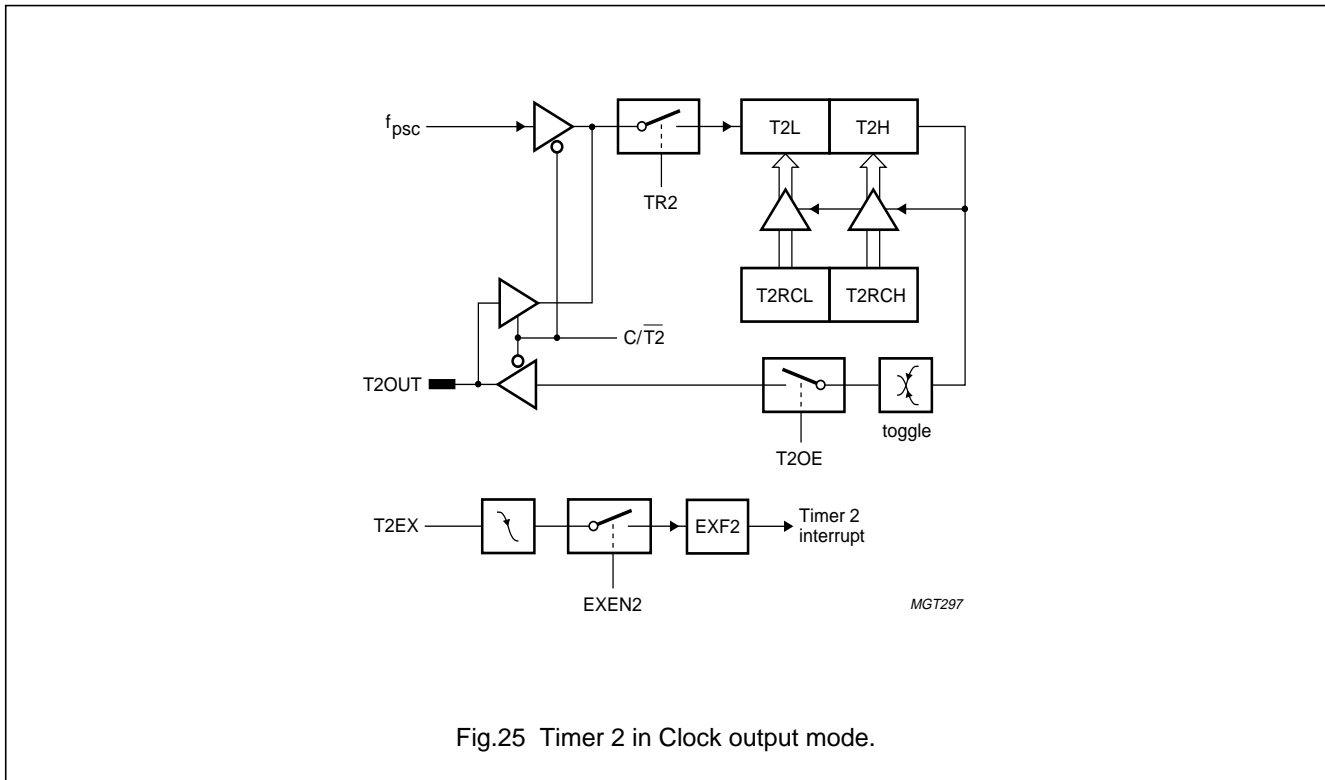 f_psc
TR2
T2L
T2H
T2RCL
T2RCH
C/T̅2̅
T2OUT
T2OE
toggle
T2EX
EXEN2
EXF2
Timer 2
interrupt
MGT297
Fig.25 Timer 2 in Clock output mode.